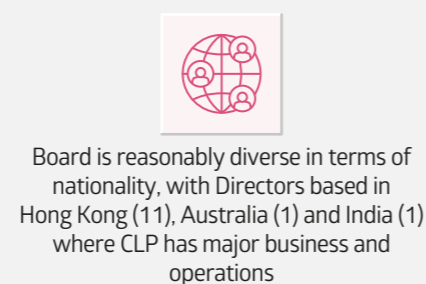 Board is reasonably diverse in terms of
nationality, with Directors based in
Hong Kong (11), Australia (1) and India (1)
where CLP has major business and
operations